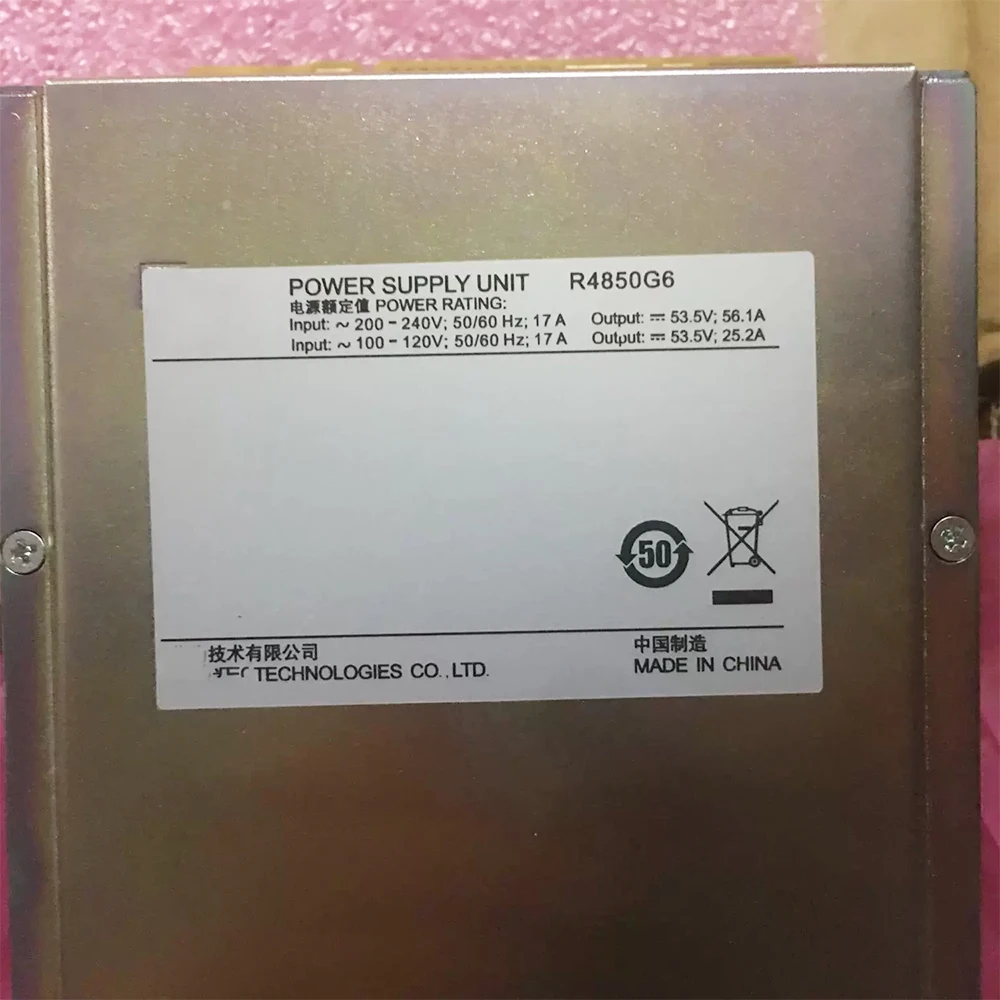 POWER SUPPLY UNIT R4850G6
电源额定值 POWER RATING:
Input: ~ 200 - 240V; 50/60 Hz; 17 A Output: ⎓ 53.5V; 56.1A
Input: ~ 100 - 120V; 50/60 Hz; 17 A Output: ⎓ 53.5V; 25.2A
50
技术有限公司
TECHNOLOGIES CO., LTD.
中国制造
MADE IN CHINA